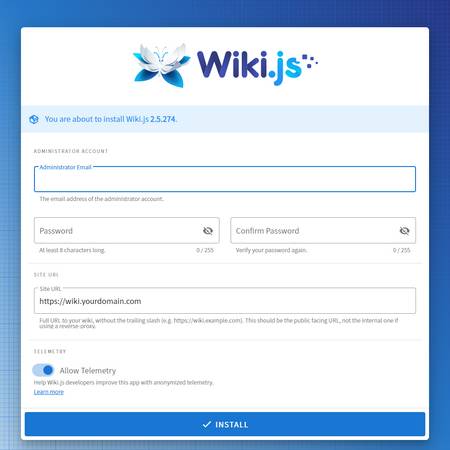 Wiki.js
You are about to install Wiki.js 2.5.274.
ADMINISTRATOR ACCOUNT
Administrator Email
The email address of the administrator account.
Password
Confirm Password
At least 8 characters long.
0 / 255
Verify your password again.
0 / 255
SITE URL
Site URL
https://wiki.yourdomain.com
Full URL to your wiki, without the trailing slash (e.g. https://wiki.example.com). This should be the public facing URL, not the internal one if
using a reverse-proxy.
TELEMETRY
Allow Telemetry
Help Wiki.js developers improve this app with anonymized telemetry.
Learn more
INSTALL